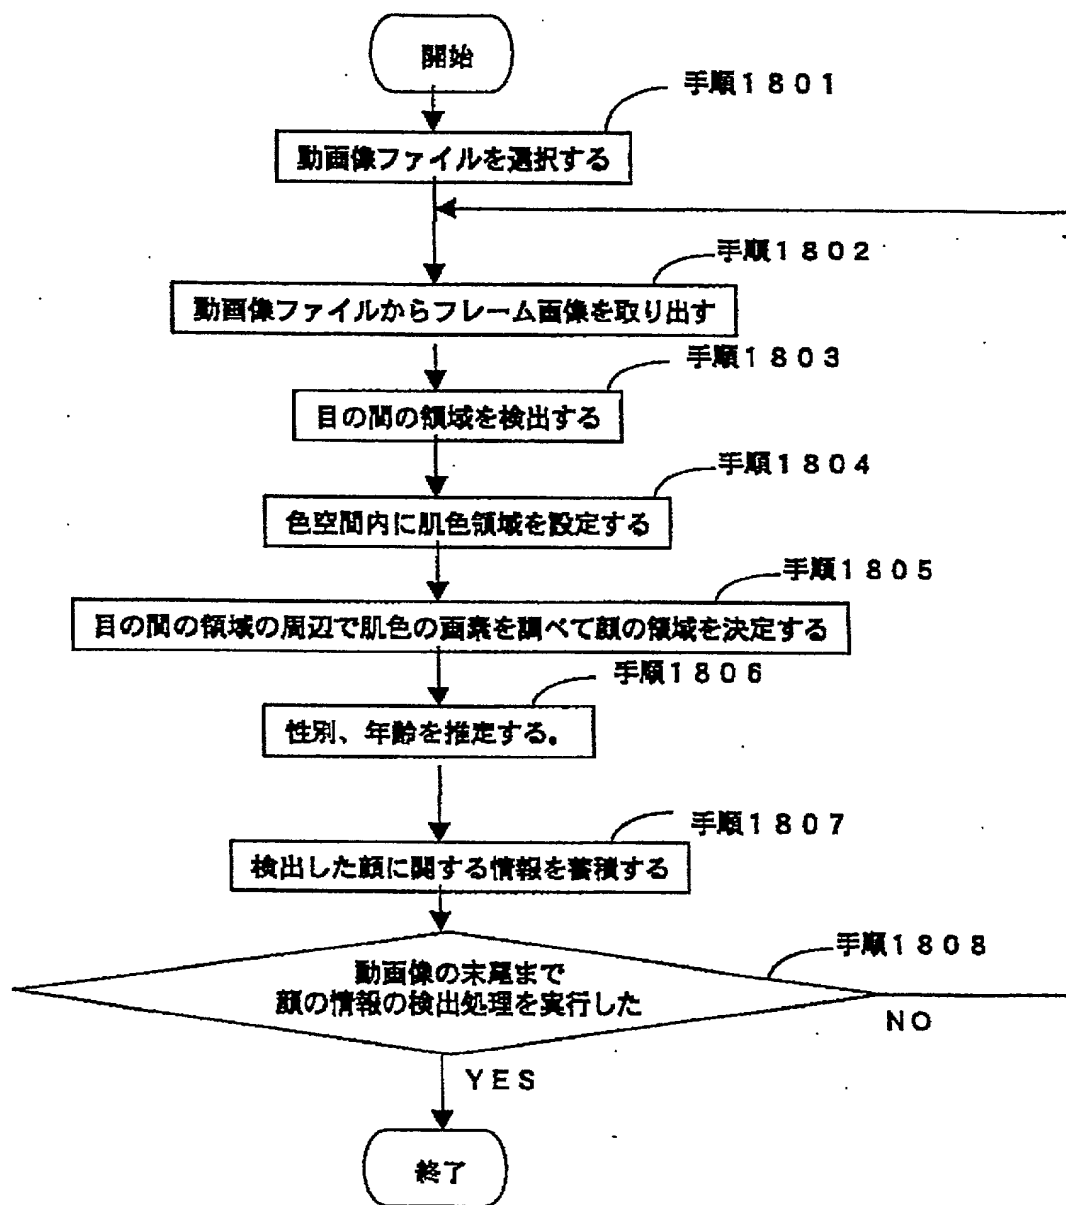 開始
手順1801
動画像ファイルを選択する
手順1802
動画像ファイルからフレーム画像を取り出す
手順1803
目の間の領域を検出する
手順1804
色空間内に肌色領域を設定する
手順1805
目の間の領域の周辺で肌色の画素を調べて顔の領域を決定する
手順1806
性別、年齢を推定する。
手順1807
検出した顔に関する情報を蓄積する
手順1808
動画像の末尾まで
顔の情報の検出処理を実行した
NO
YES
終了